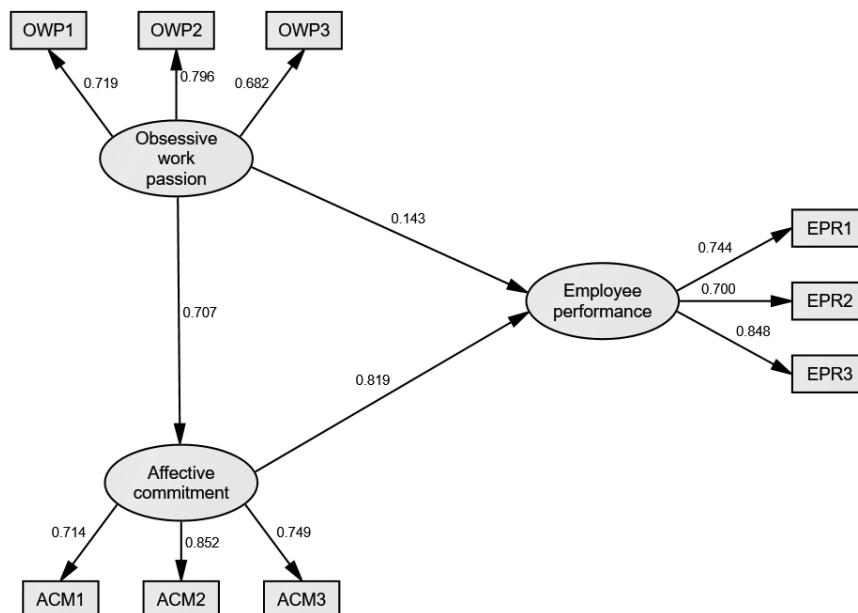 OWP1
OWP2
OWP3
0.719
0.796
0.682
Obsessive
work
passion
0.143
0.707
EPR1
0.744
EPR2
0.700
Employee
performance
0.848
EPR3
0.819
Affective
commitment
0.714
0.852
0.749
ACM1
ACM2
ACM3